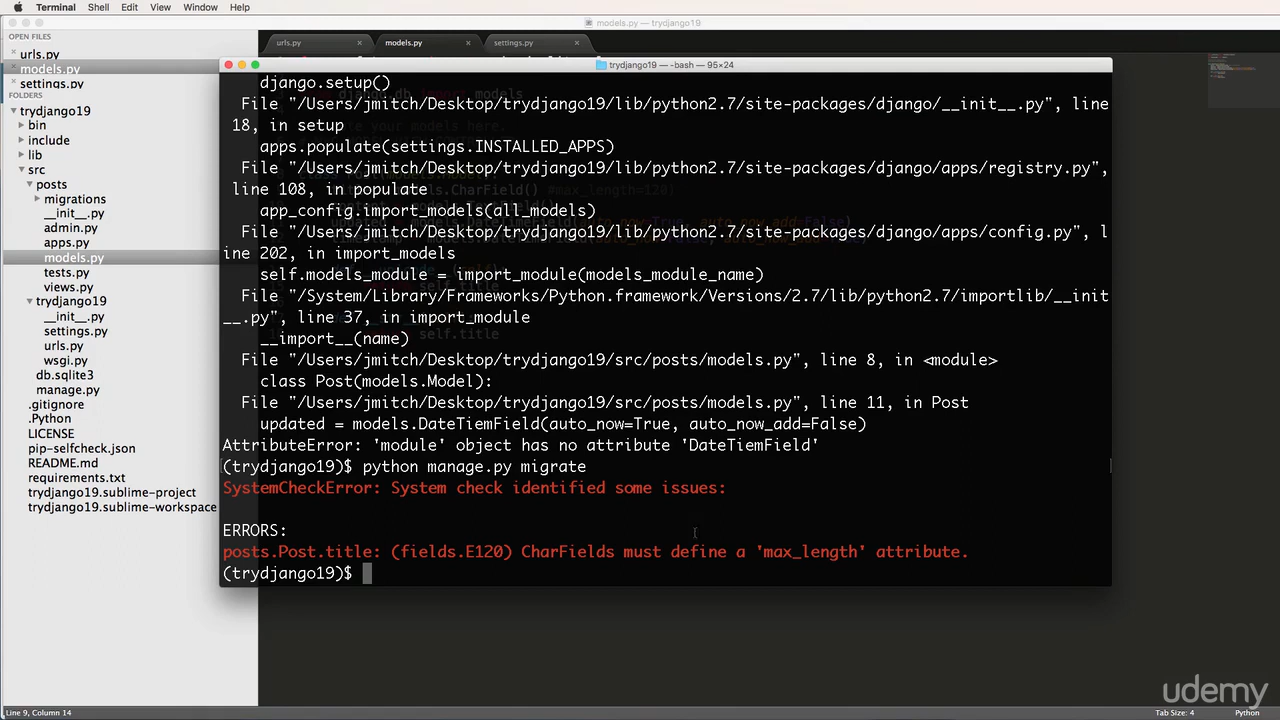 Terminal Shell Edit View Window Help
models.py — trydjango19
OPEN FILES
urls.py
models.py
settings.py
FOLDERS
trydjango19
bin
include
lib
src
posts
migrations
__init__.py
admin.py
apps.py
models.py
tests.py
views.py
trydjango19
__init__.py
settings.py
urls.py
wsgi.py
db.sqlite3
manage.py
.gitignore
.Python
LICENSE
pip-selfcheck.json
README.md
requirements.txt
trydjango19.sublime-project
trydjango19.sublime-workspace
urls.py models.py settings.py
trydjango19 — -bash — 95×24
django.setup()
File "/Users/jmitch/Desktop/trydjango19/lib/python2.7/site-packages/django/__init__.py", line
18, in setup
apps.populate(settings.INSTALLED_APPS)
File "/Users/jmitch/Desktop/trydjango19/lib/python2.7/site-packages/django/apps/registry.py",
line 108, in populate
app_config.import_models(all_models)
File "/Users/jmitch/Desktop/trydjango19/lib/python2.7/site-packages/django/apps/config.py", l
ine 202, in import_models
self.models_module = import_module(models_module_name)
File "/System/Library/Frameworks/Python.framework/Versions/2.7/lib/python2.7/importlib/__init
__.py", line 37, in import_module
__import__(name)
File "/Users/jmitch/Desktop/trydjango19/src/posts/models.py", line 8, in <module>
class Post(models.Model):
File "/Users/jmitch/Desktop/trydjango19/src/posts/models.py", line 11, in Post
updated = models.DateTiemField(auto_now=True, auto_now_add=False)
AttributeError: 'module' object has no attribute 'DateTiemField'
(trydjango19)$ python manage.py migrate
SystemCheckError: System check identified some issues:
ERRORS:
posts.Post.title: (fields.E120) CharFields must define a 'max_length' attribute.
(trydjango19)$
udemy
Line 9, Column 14
Tab Size: 4 Python